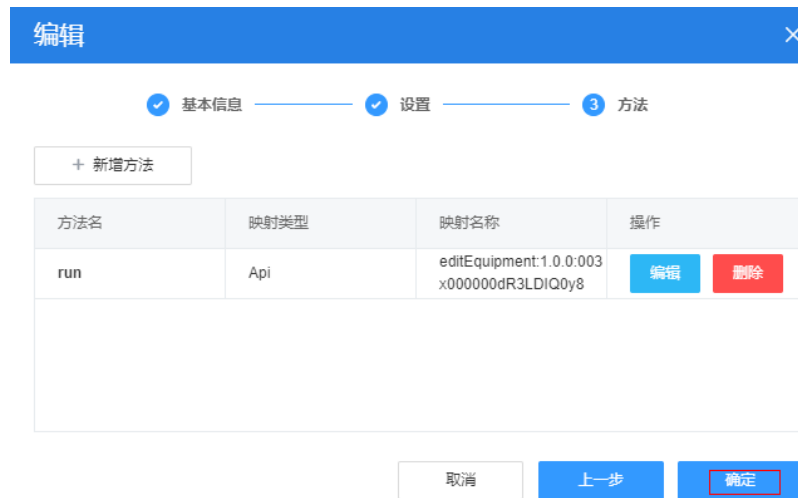 编辑
基本信息 设置 3 方法
+ 新增方法
方法名 映射类型 映射名称 操作
run Api editEquipment:1.0.0:003 编辑 删除
x000000dR3LDIQ0y8
取消 上一步 确定